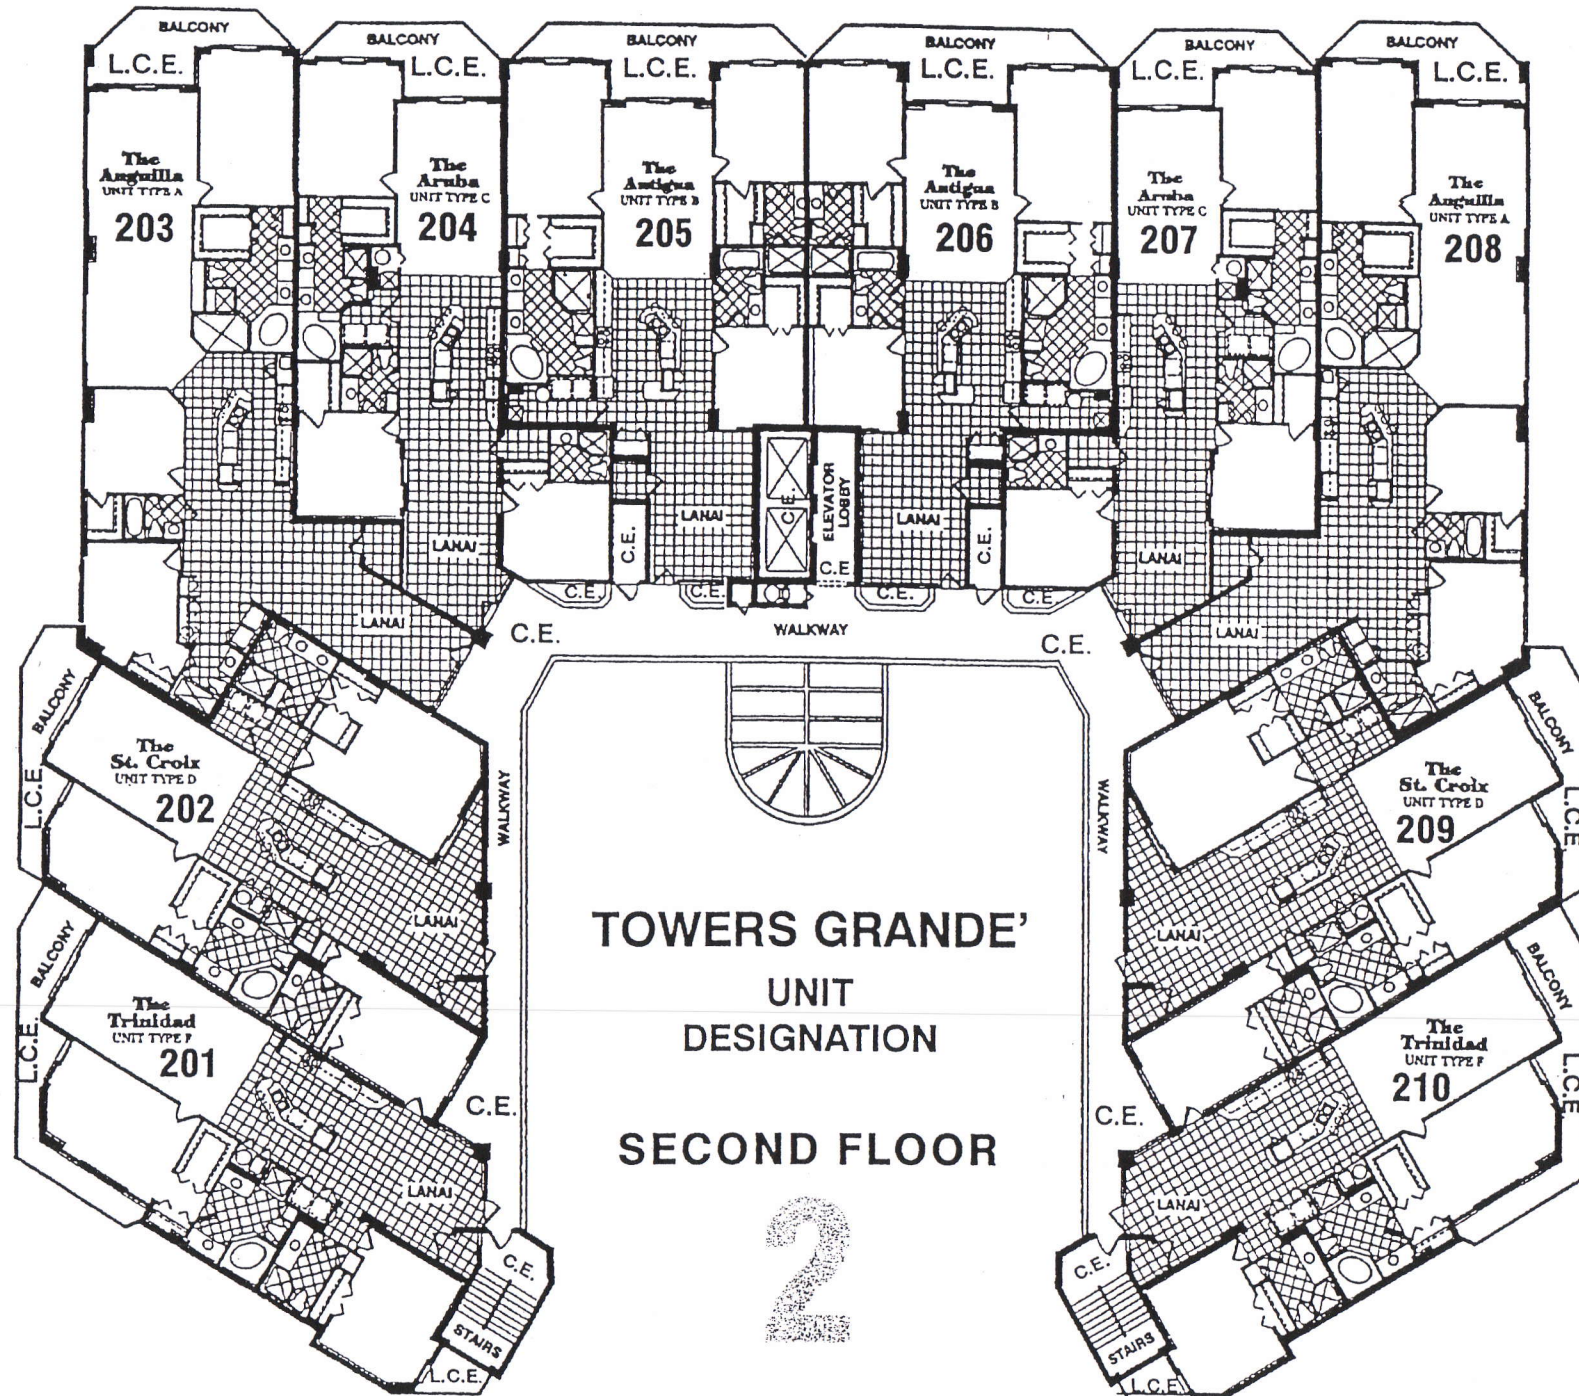 BALCONY
L.C.E.
BALCONY
L.C.E.
BALCONY
L.C.E.
BALCONY
L.C.E.
BALCONY
L.C.E.
BALCONY
L.C.E.
The
Anguilla
UNIT TYPE A
203
The
Aruba
UNIT TYPE C
204
The
Antigua
UNIT TYPE B
205
The
Antigua
UNIT TYPE B
206
The
Aruba
UNIT TYPE C
207
The
Anguilla
UNIT TYPE A
208
LANAI
LANAI
C.E.
LANAI
C.E.
ELEVATOR
LOBBY
C.E
LANAI
C.E.
LANAI
LANAI
C.E.
C.E.
C.E.
C.E.
C.E.
WALKWAY
C.E.
BALCONY
L.C.E.
The
St. Croix
UNIT TYPE D
202
LANAI
WALKWAY
WALKWAY
BALCONY
L.C.E.
The
St. Croix
UNIT TYPE D
209
LANAI
TOWERS GRANDE'
UNIT
DESIGNATION
SECOND FLOOR
2
BALCONY
L.C.E.
The
Trinidad
UNIT TYPE F
201
LANAI
C.E.
C.E.
BALCONY
L.C.E.
The
Trinidad
UNIT TYPE F
210
LANAI
C.E.
STAIRS
L.C.E.
C.E.
STAIRS
L.C.E.